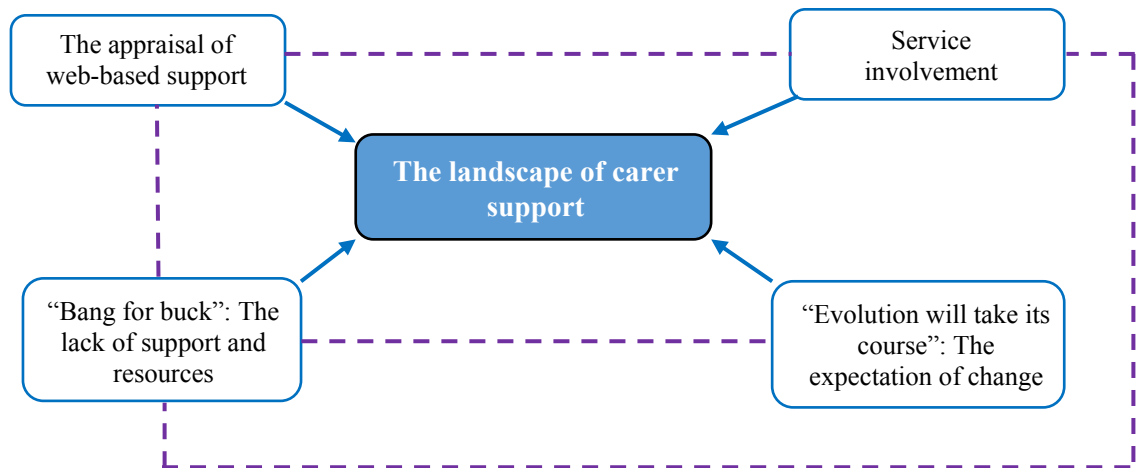 The appraisal of
web-based support
Service
involvement
The landscape of carer
support
“Bang for buck”: The
lack of support and
resources
“Evolution will take its
course”: The
expectation of change